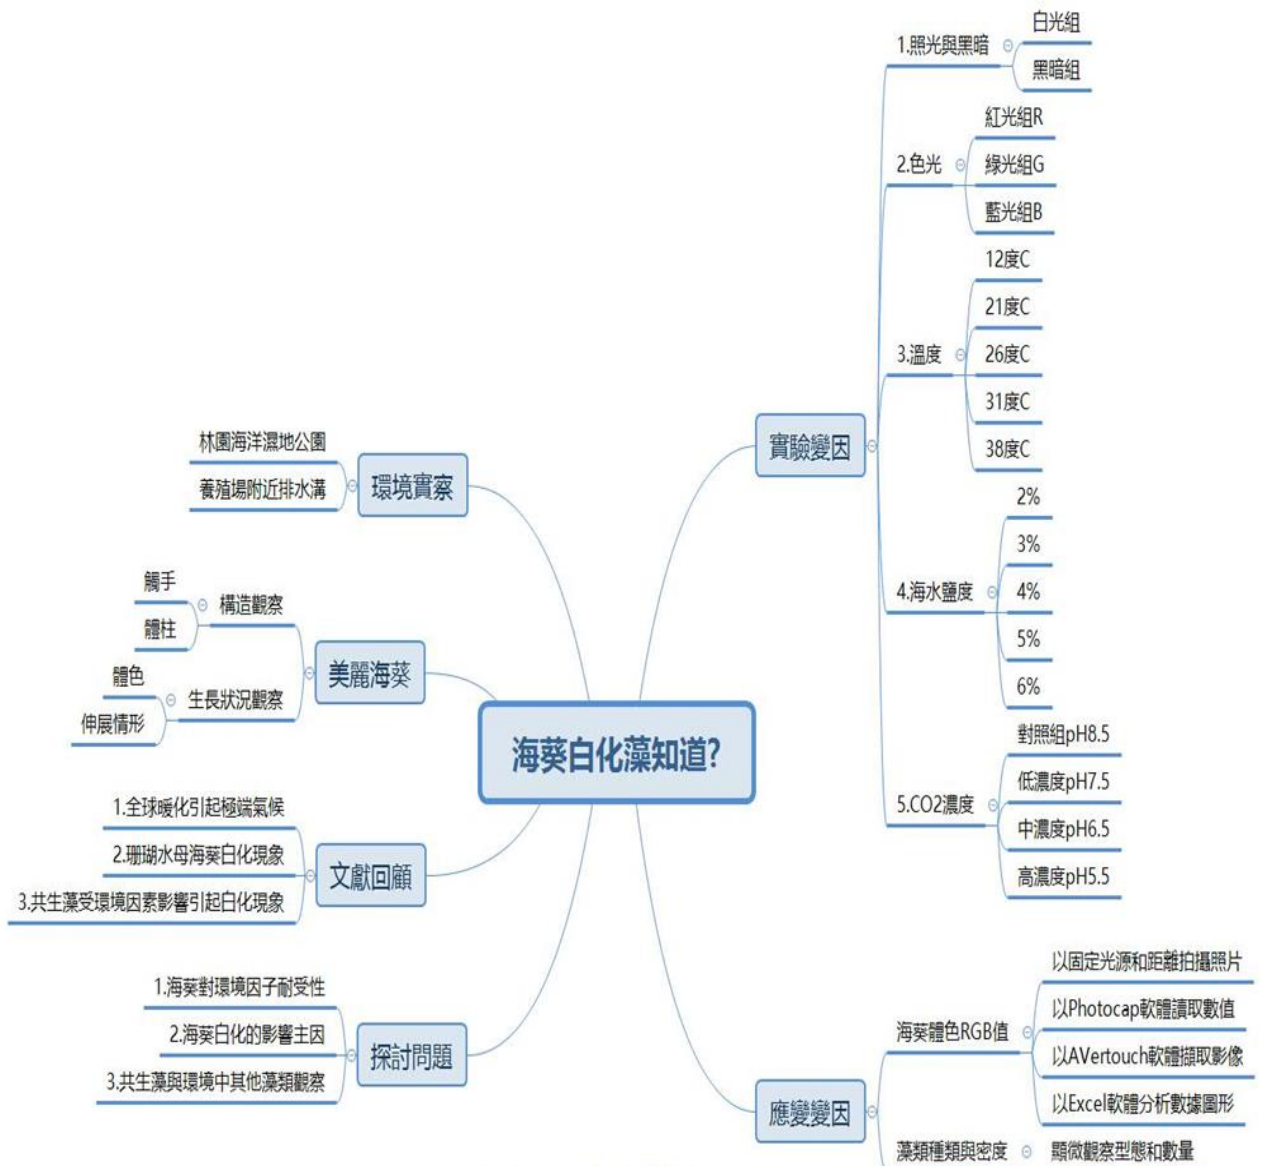 海葵白化藻知道?
實驗變因
1.照光與黑暗
白光組
黑暗組
2.色光
紅光組R
綠光組G
藍光組B
3.溫度
12度C
21度C
26度C
31度C
38度C
4.海水鹽度
2%
3%
4%
5%
6%
5.CO2濃度
對照組pH8.5
低濃度pH7.5
中濃度pH6.5
高濃度pH5.5
應變變因
海葵體色RGB值
以固定光源和距離拍攝照片
以Photocap軟體讀取數值
以AVertouch軟體擷取影像
以Excel軟體分析數據圖形
藻類種類與密度
顯微觀察型態和數量
環境實察
林園海洋濕地公園
養殖場附近排水溝
美麗海葵
構造觀察
觸手
體柱
生長狀況觀察
體色
伸展情形
文獻回顧
1.全球暖化引起極端氣候
2.珊瑚水母海葵白化現象
3.共生藻受環境因素影響引起白化現象
探討問題
1.海葵對環境因子耐受性
2.海葵白化的影響主因
3.共生藻與環境中其他藻類觀察